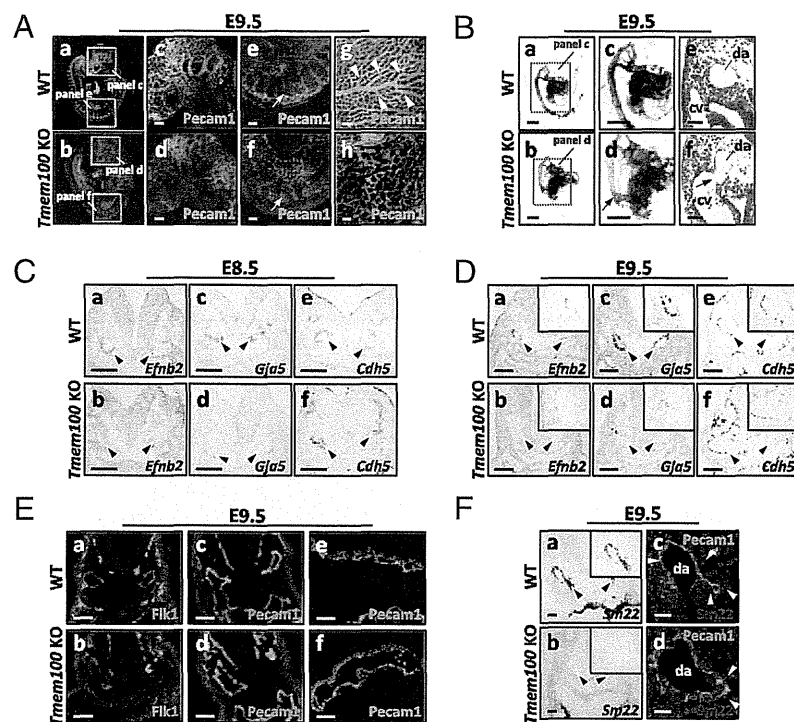 A
E9.5
WT
a
panel c
panel e
c
Pecam1
e
Pecam1
g
Tmem100 KO
b
panel d
panel f
d
Pecam1
f
Pecam1
h
B
E9.5
WT
a
panel c
c
e
da
cv
Tmem100 KO
b
panel d
d
f
da
cv
C
E8.5
WT
a
Efnb2
c
Gja5
e
Cdh5
Tmem100 KO
b
Efnb2
d
Gja5
f
Cdh5
D
E9.5
WT
a
Efnb2
c
Gja5
e
Cdh5
Tmem100 KO
b
Efnb2
d
Gja5
f
Cdh5
E
E9.5
WT
a
Flk1
c
Pecam1
e
Pecam1
Tmem100 KO
b
Flk1
d
Pecam1
f
Pecam1
F
E9.5
WT
a
Sm22
c
Pecam1
da
Sm22
Tmem100 KO
b
Sm22
d
Pecam1
da
Sm22